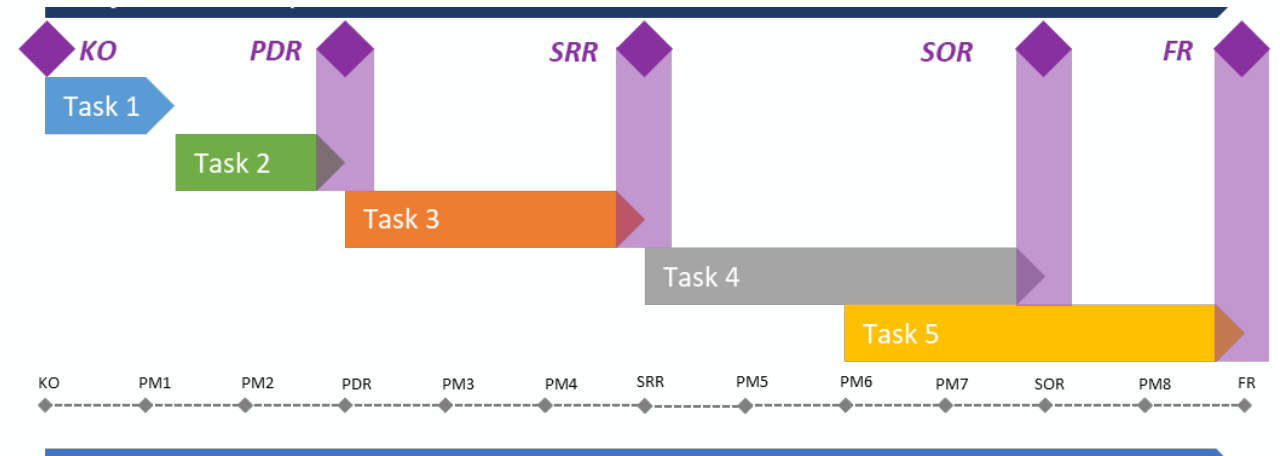 KO PDR SRR SOR FR
Task 1
Task 2
Task 3
Task 4
Task 5
KO PM1 PM2 PDR PM3 PM4 SRR PM5 PM6 PM7 SOR PM8 FR